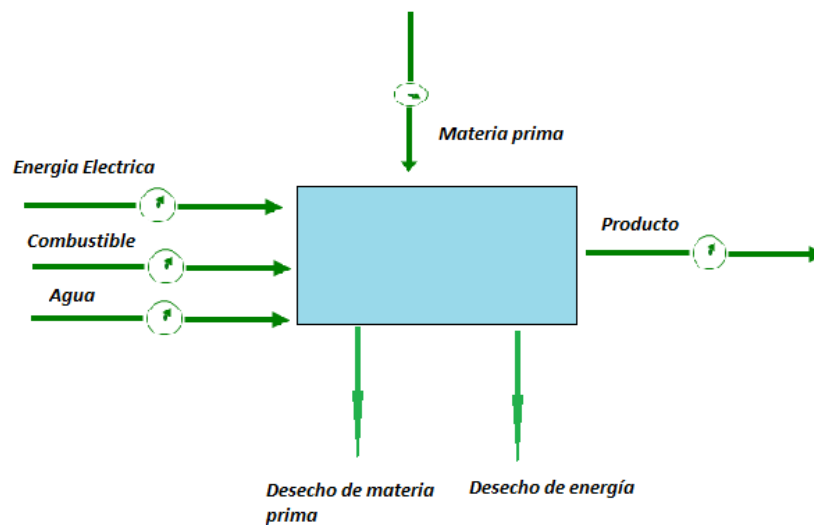 Materia prima
Energia Electrica
Combustible
Producto
Agua
Desecho de materia
prima
Desecho de energía